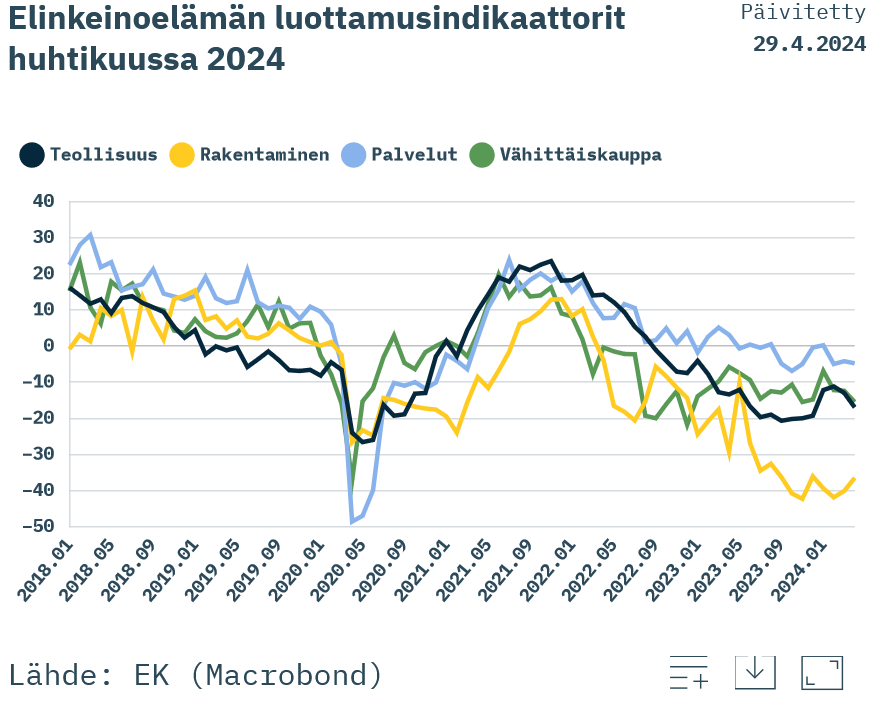 Elinkeinoelämän luottamusindikaattorit
huhtikuussa 2024
Päivitetty
29.4.2024
Teollisuus Rakentaminen Palvelut Vähittäiskauppa
40
30
20
10
0
−10
−20
−30
−40
−50
2018.01 2018.05 2018.09 2019.01 2019.05 2019.09 2020.01 2020.05 2020.09 2021.01 2021.05 2021.09 2022.01 2022.05 2022.09 2023.01 2023.05 2023.09 2024.01
Lähde: EK (Macrobond)